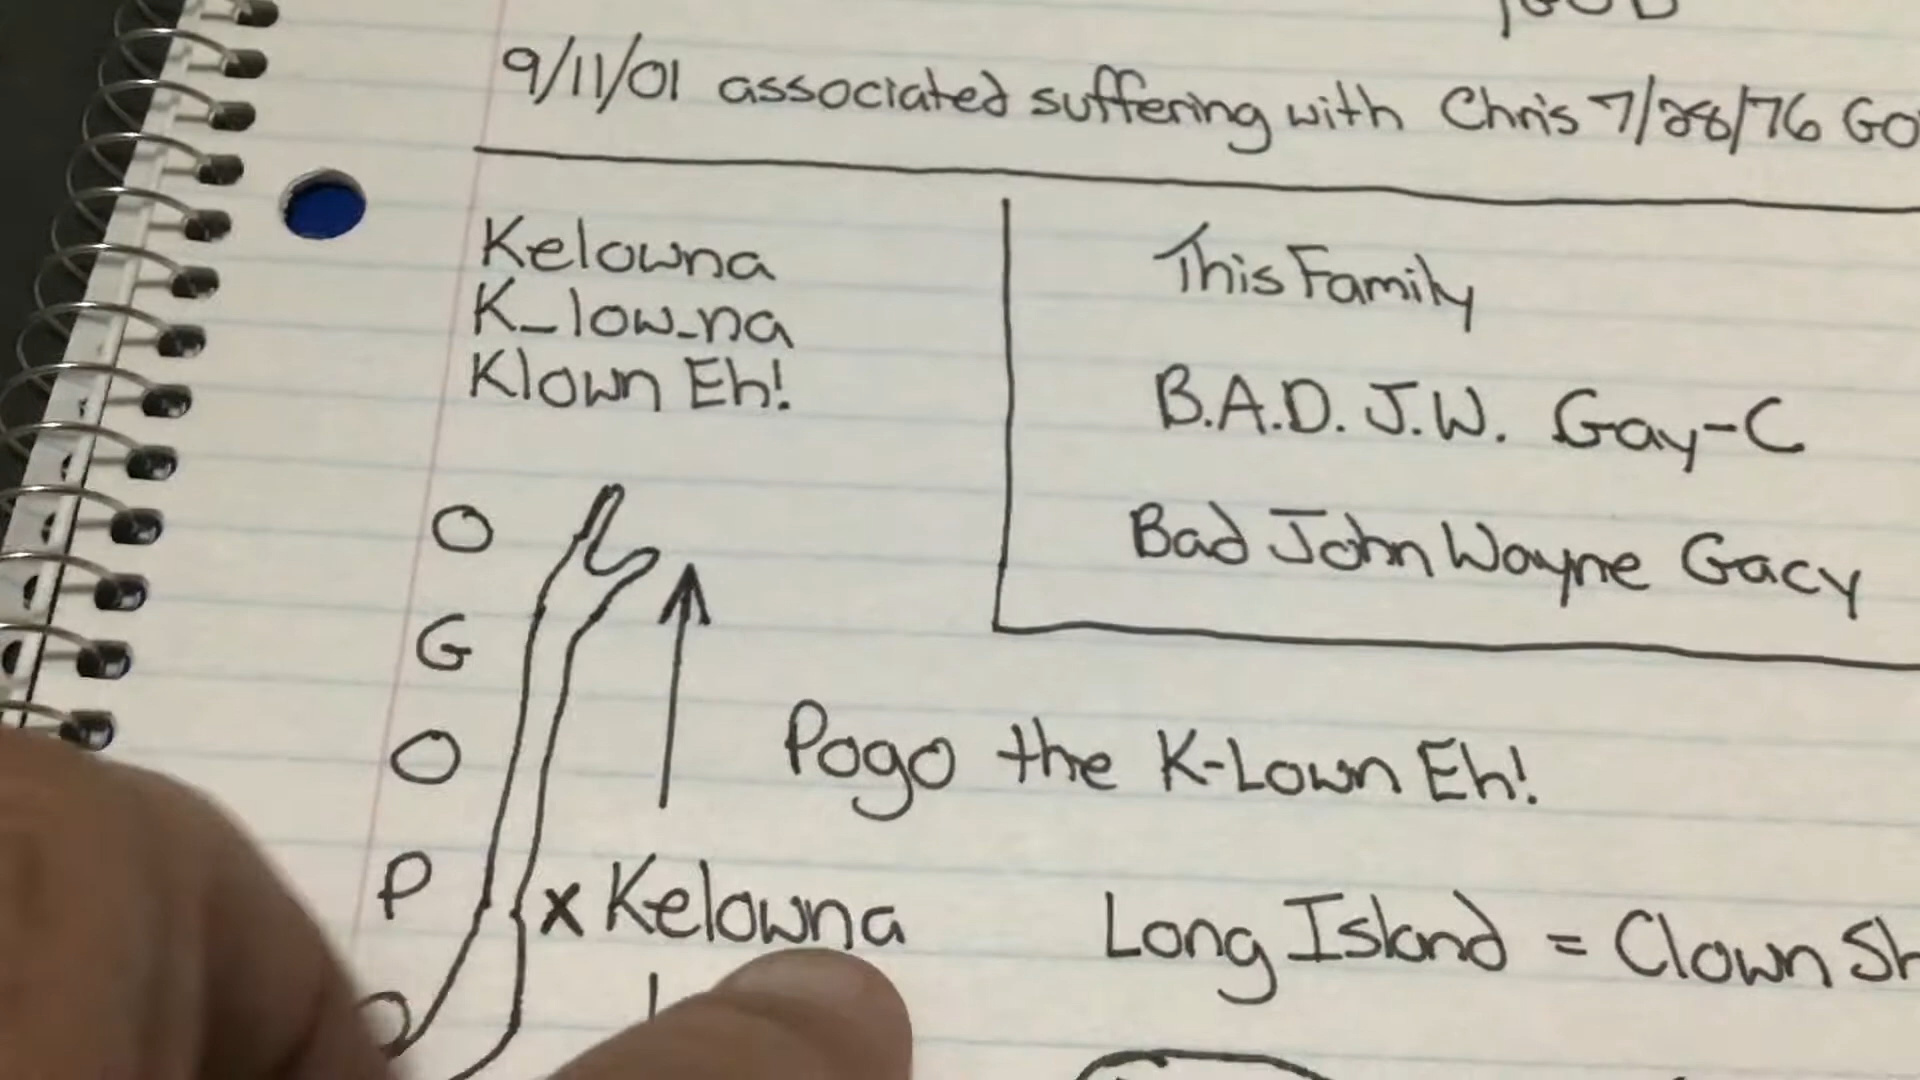 9/11/01 associated suffering with Chris 7/28/76
Kelowna
K_low_na
Klown Eh!
This Family
B.A.D. J.W. Gay-C
Bad John Wayne Gacy
O
G
O
P
Pogo the K-Lown Eh!
x Kelowna
Long Island = Clown